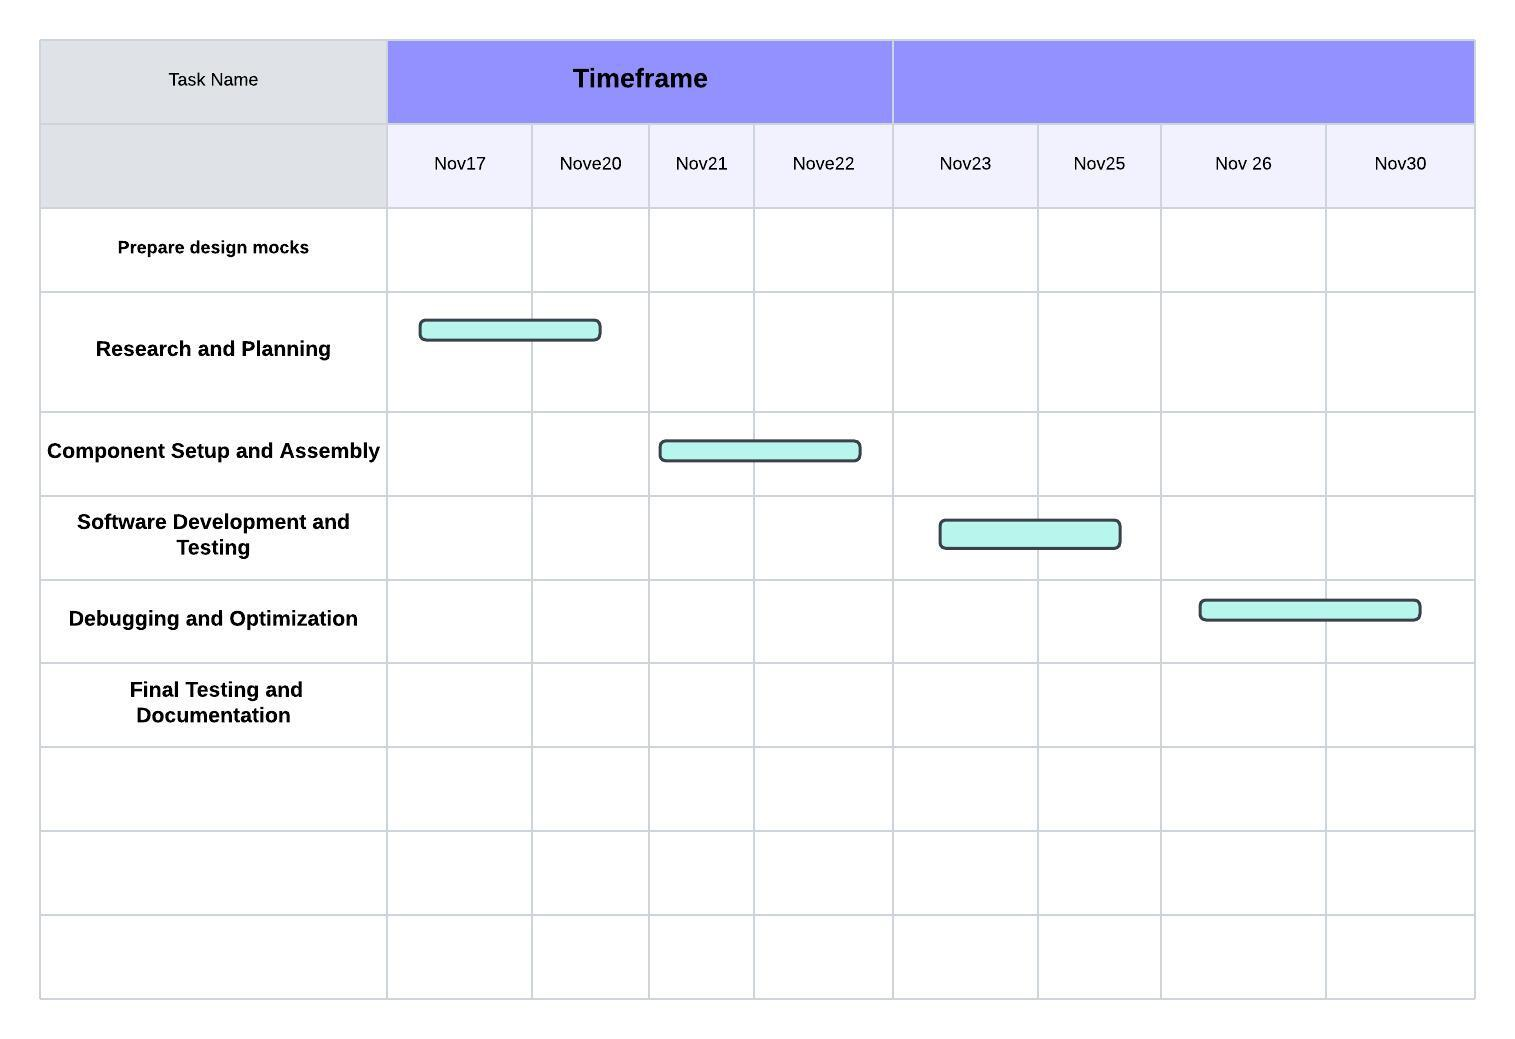 Task Name
Timeframe
Nov17
Nove20
Nov21
Nove22
Nov23
Nov25
Nov 26
Nov30
Prepare design mocks
Research and Planning
Component Setup and Assembly
Software Development and
Testing
Debugging and Optimization
Final Testing and
Documentation